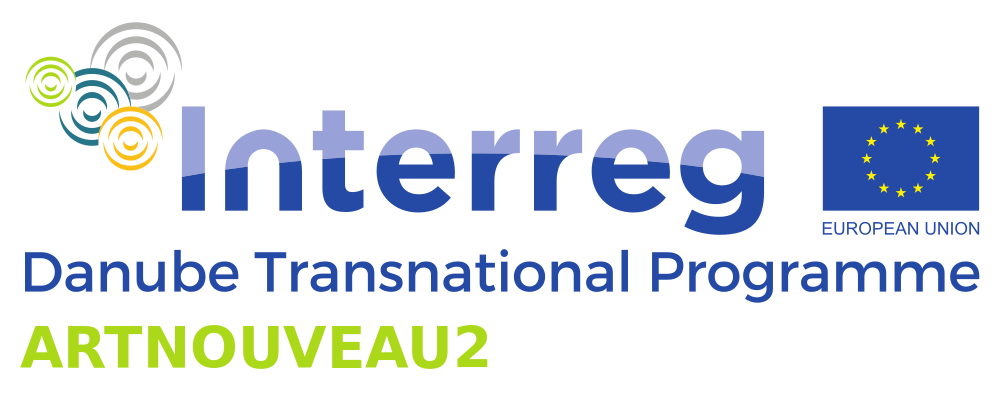 Interreg
EUROPEAN UNION
Danube Transnational Programme
ARTNOUVEAU2